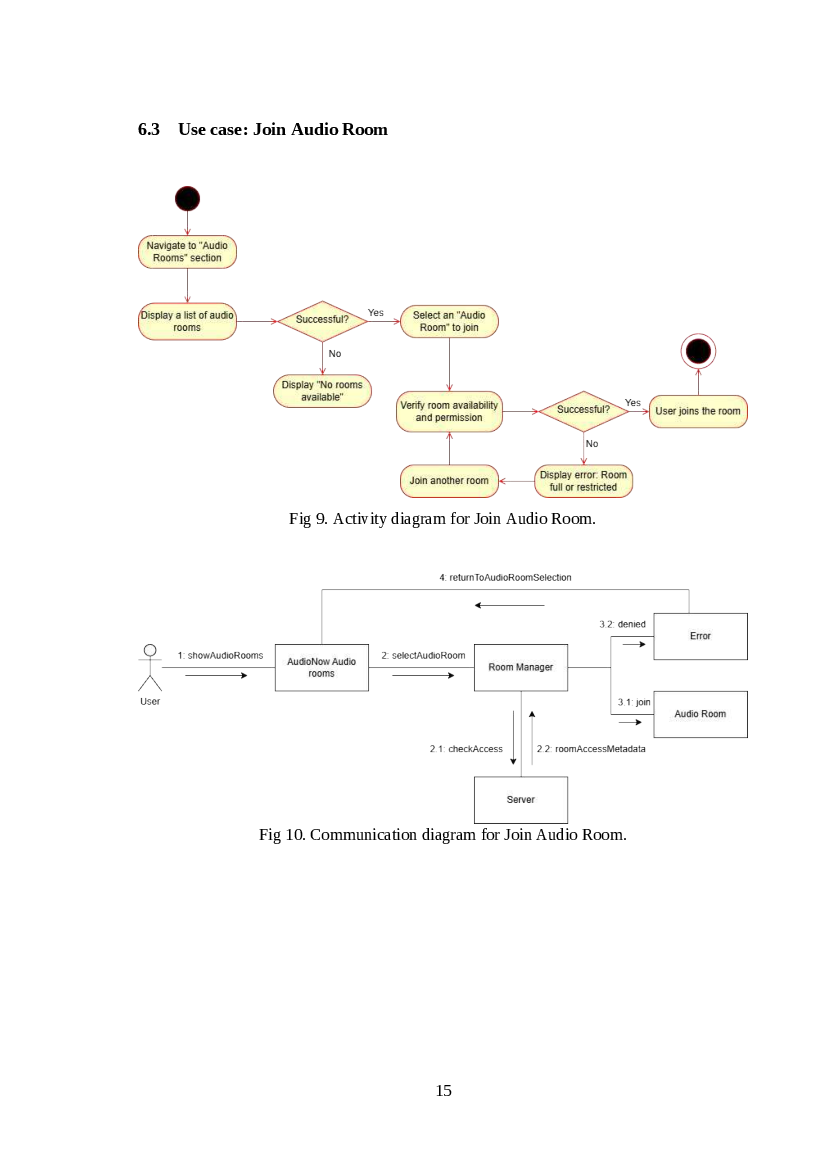 6.3 Use case: Join Audio Room
Navigate to "Audio
Rooms" section
Display a list of audio
rooms
Successful?
Yes
No
Display "No rooms
available"
Select an "Audio
Room" to join
Verify room availability
and permission
Successful?
Yes
No
User joins the room
Display error: Room
full or restricted
Join another room
Fig 9. Activity diagram for Join Audio Room.
4: returnToAudioRoomSelection
User
1: showAudioRooms
AudioNow Audio
rooms
2: selectAudioRoom
Room Manager
3.2: denied
Error
3.1: join
Audio Room
2.1: checkAccess
2.2: roomAccessMetadata
Server
Fig 10. Communication diagram for Join Audio Room.
15